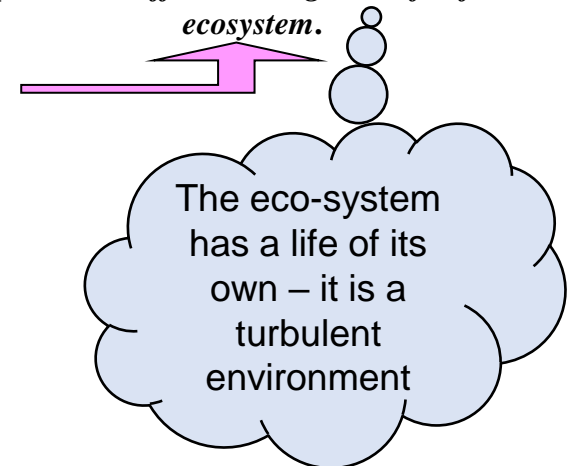 ecosystem.
The eco-system
has a life of its
own – it is a
turbulent
environment